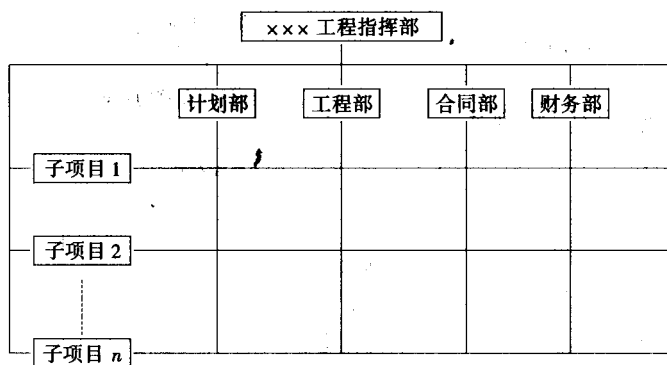 ××× 工程指挥部
计划部 工程部 合同部 财务部
子项目 1
子项目 2
子项目 n